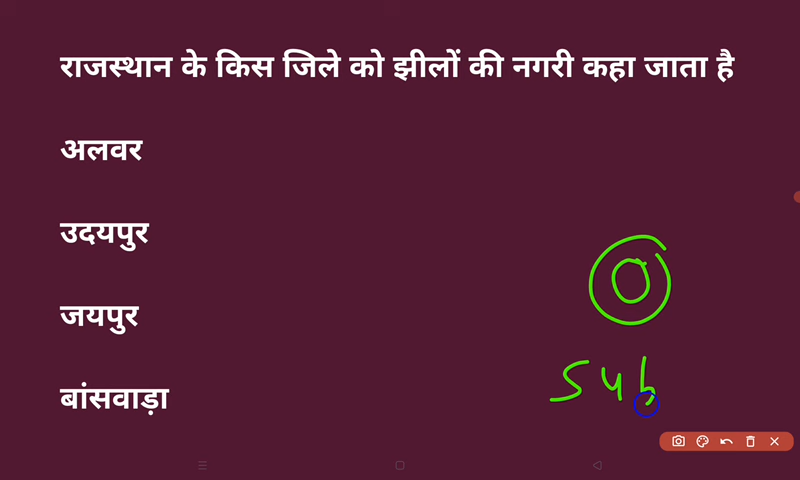 राजस्थान के किस जिले को झीलों की नगरी कहा जाता है
अलवर
उदयपुर
जयपुर
बांसवाड़ा
O
Sub